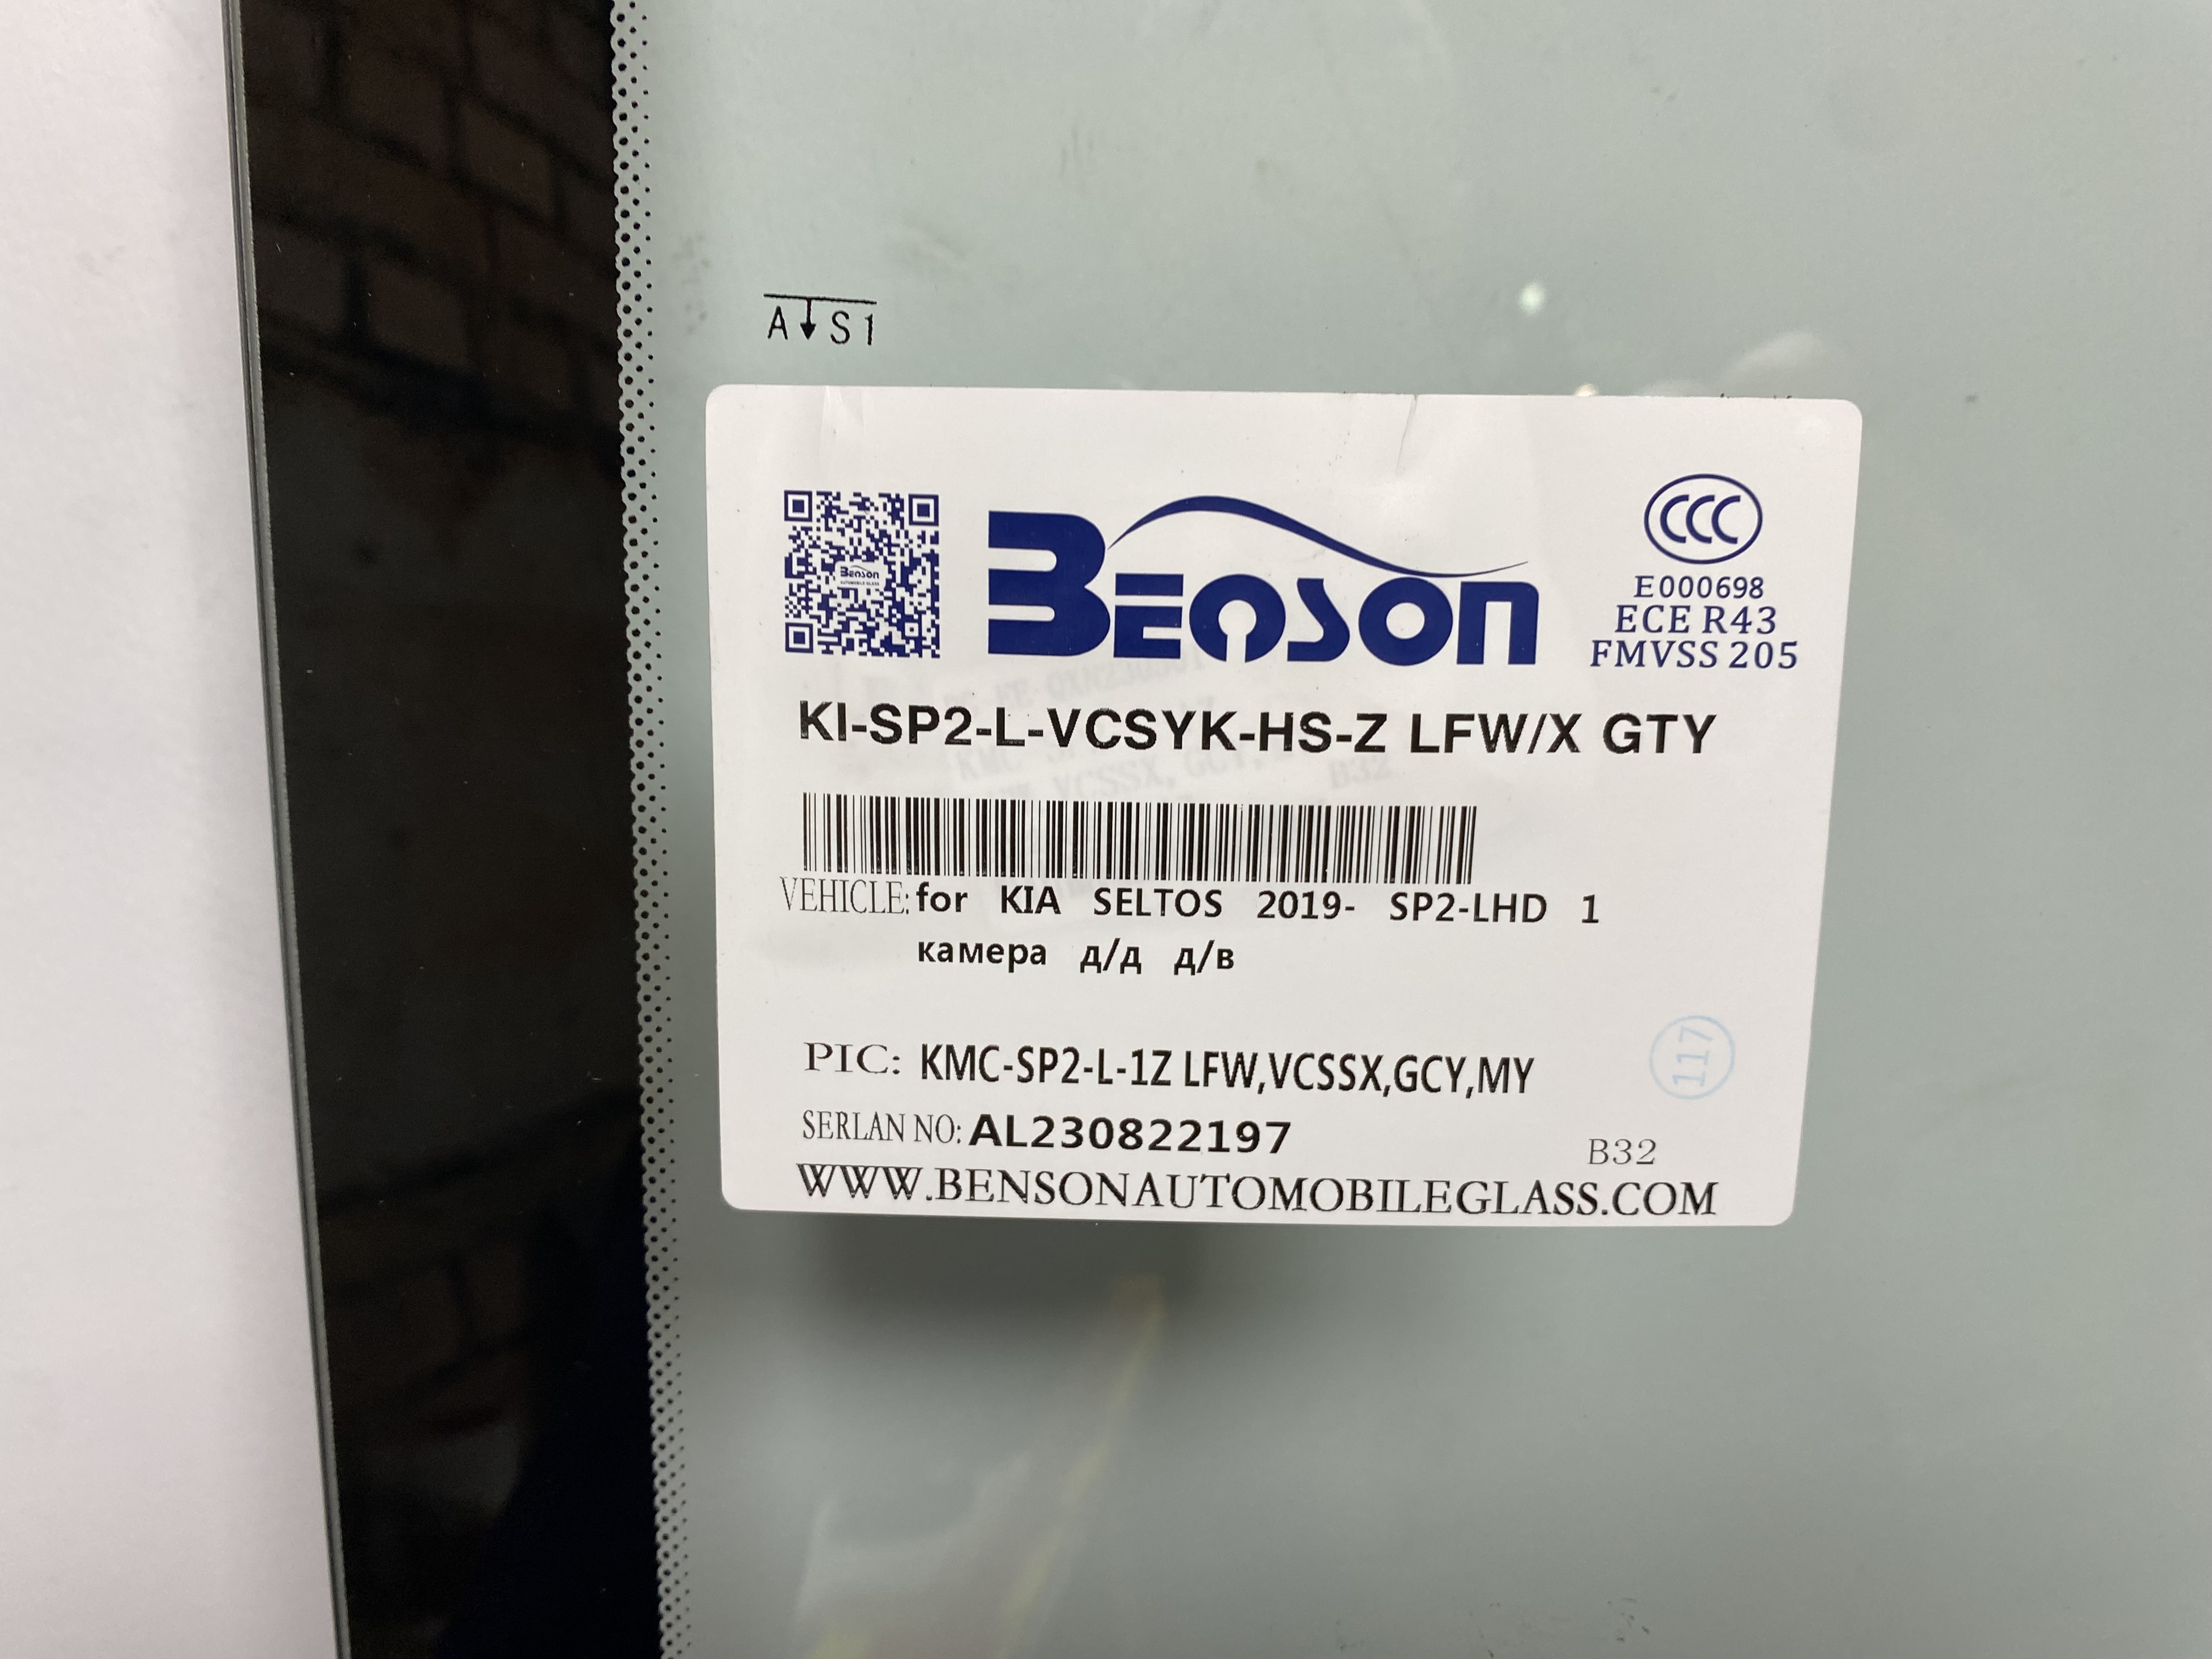 A↓S1
Benson
CCC
E000698
ECE R43
FMVSS 205
KI-SP2-L-VCSYK-HS-Z LFW/X GTY
VEHICLE: for KIA SELTOS 2019- SP2-LHD 1
камера д/д д/в
PIC: KMC-SP2-L-1Z LFW,VCSSX,GCY,MY
117
SERLAN NO: AL230822197
B32
WWW.BENSONAUTOMOBILEGLASS.COM